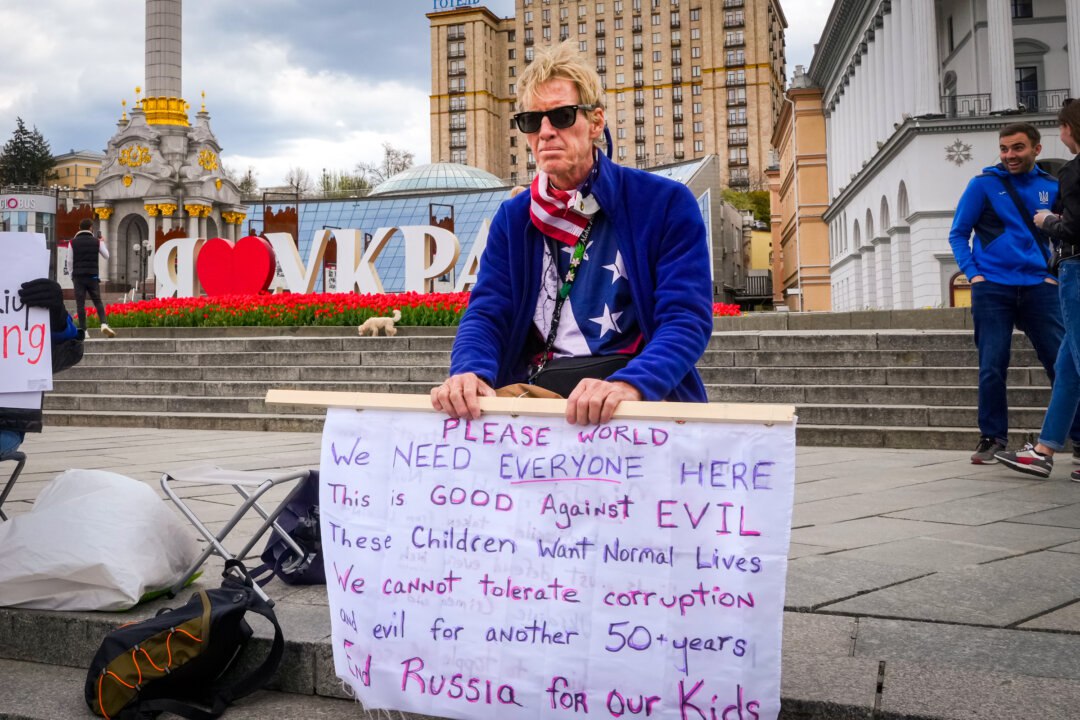 ГОТЕЛЬ
GLOBUS
Я УКРА
ng
PLEASE WORLD
We NEED EVERYONE HERE
This is GOOD Against EVIL
These Children Want Normal Lives
We cannot tolerate corruption
and evil for another 50+years
End Russia for our Kids